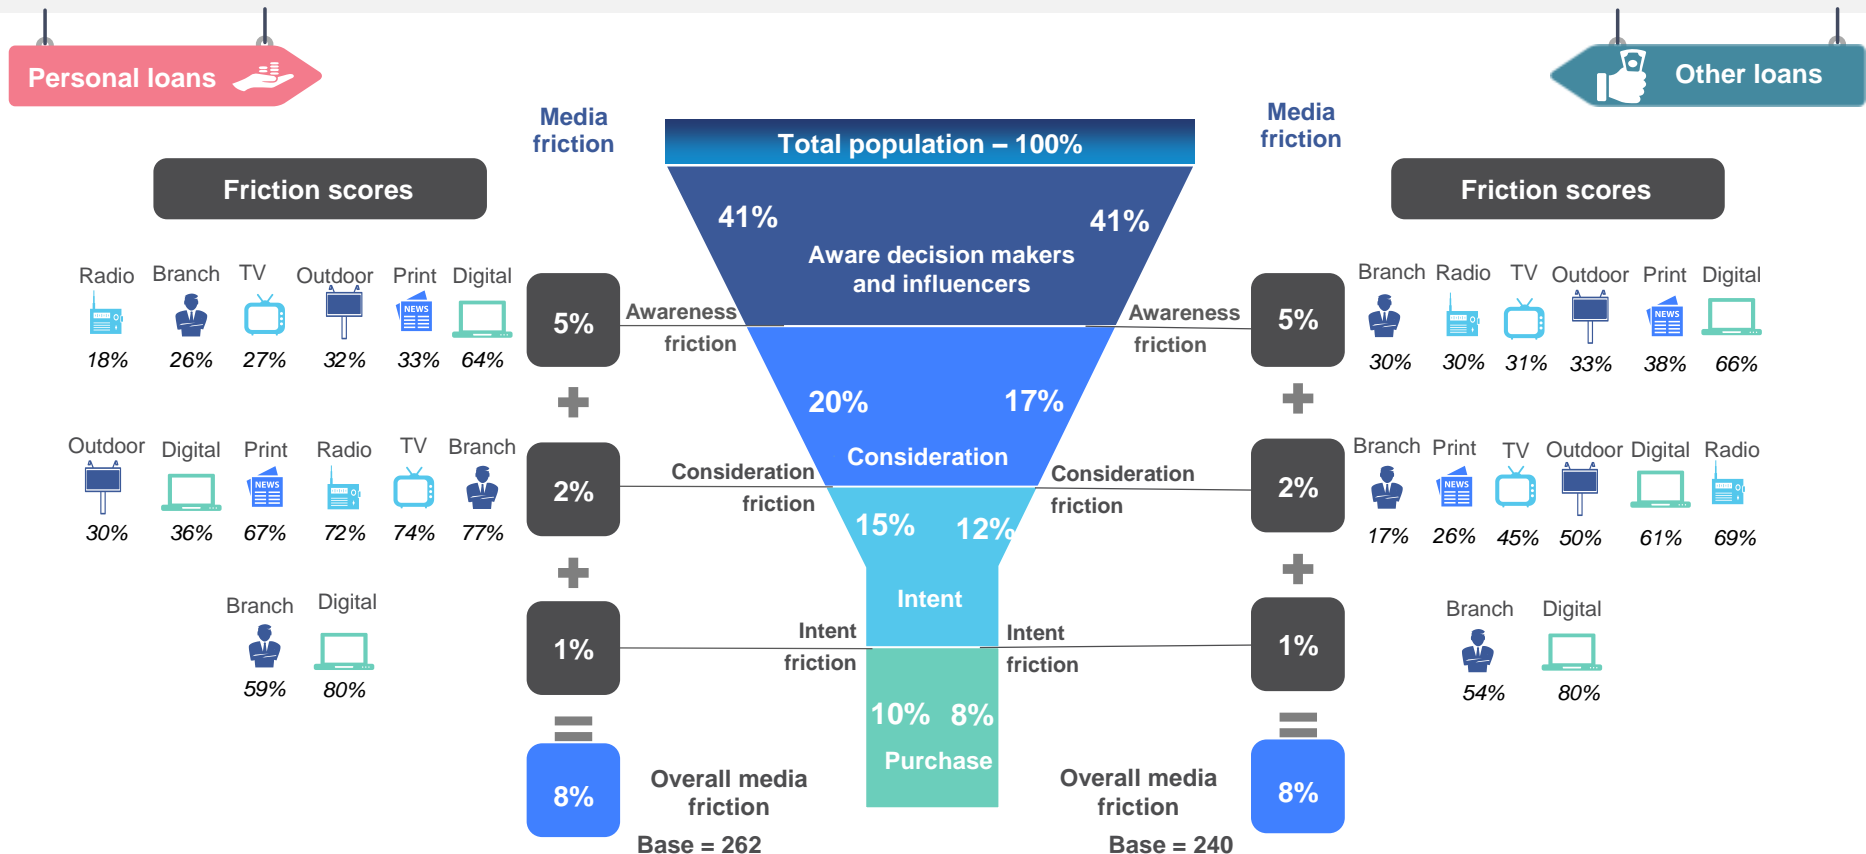 Personal loans
Other loans
Media
friction
Media
friction
Total population – 100%
Friction scores
Friction scores
41%
41%
Aware decision makers
and influencers
Radio
Branch
TV
Outdoor
Print
Digital
NEWS
18%
26%
27%
32%
33%
64%
5%
Awareness
friction
Awareness
friction
5%
Branch
Radio
TV
Outdoor
Print
Digital
NEWS
30%
30%
31%
33%
38%
66%
20%
17%
Consideration
Outdoor
Digital
Print
Radio
TV
Branch
NEWS
30%
36%
67%
72%
74%
77%
2%
Consideration
friction
Consideration
friction
2%
Branch
Print
TV
Outdoor
Digital
Radio
NEWS
17%
26%
45%
50%
61%
69%
15%
12%
Intent
Branch
Digital
59%
80%
1%
Intent
friction
Intent
friction
1%
Branch
Digital
54%
80%
10%
8%
Purchase
8%
Overall media
friction
Base = 262
Overall media
friction
Base = 240
8%